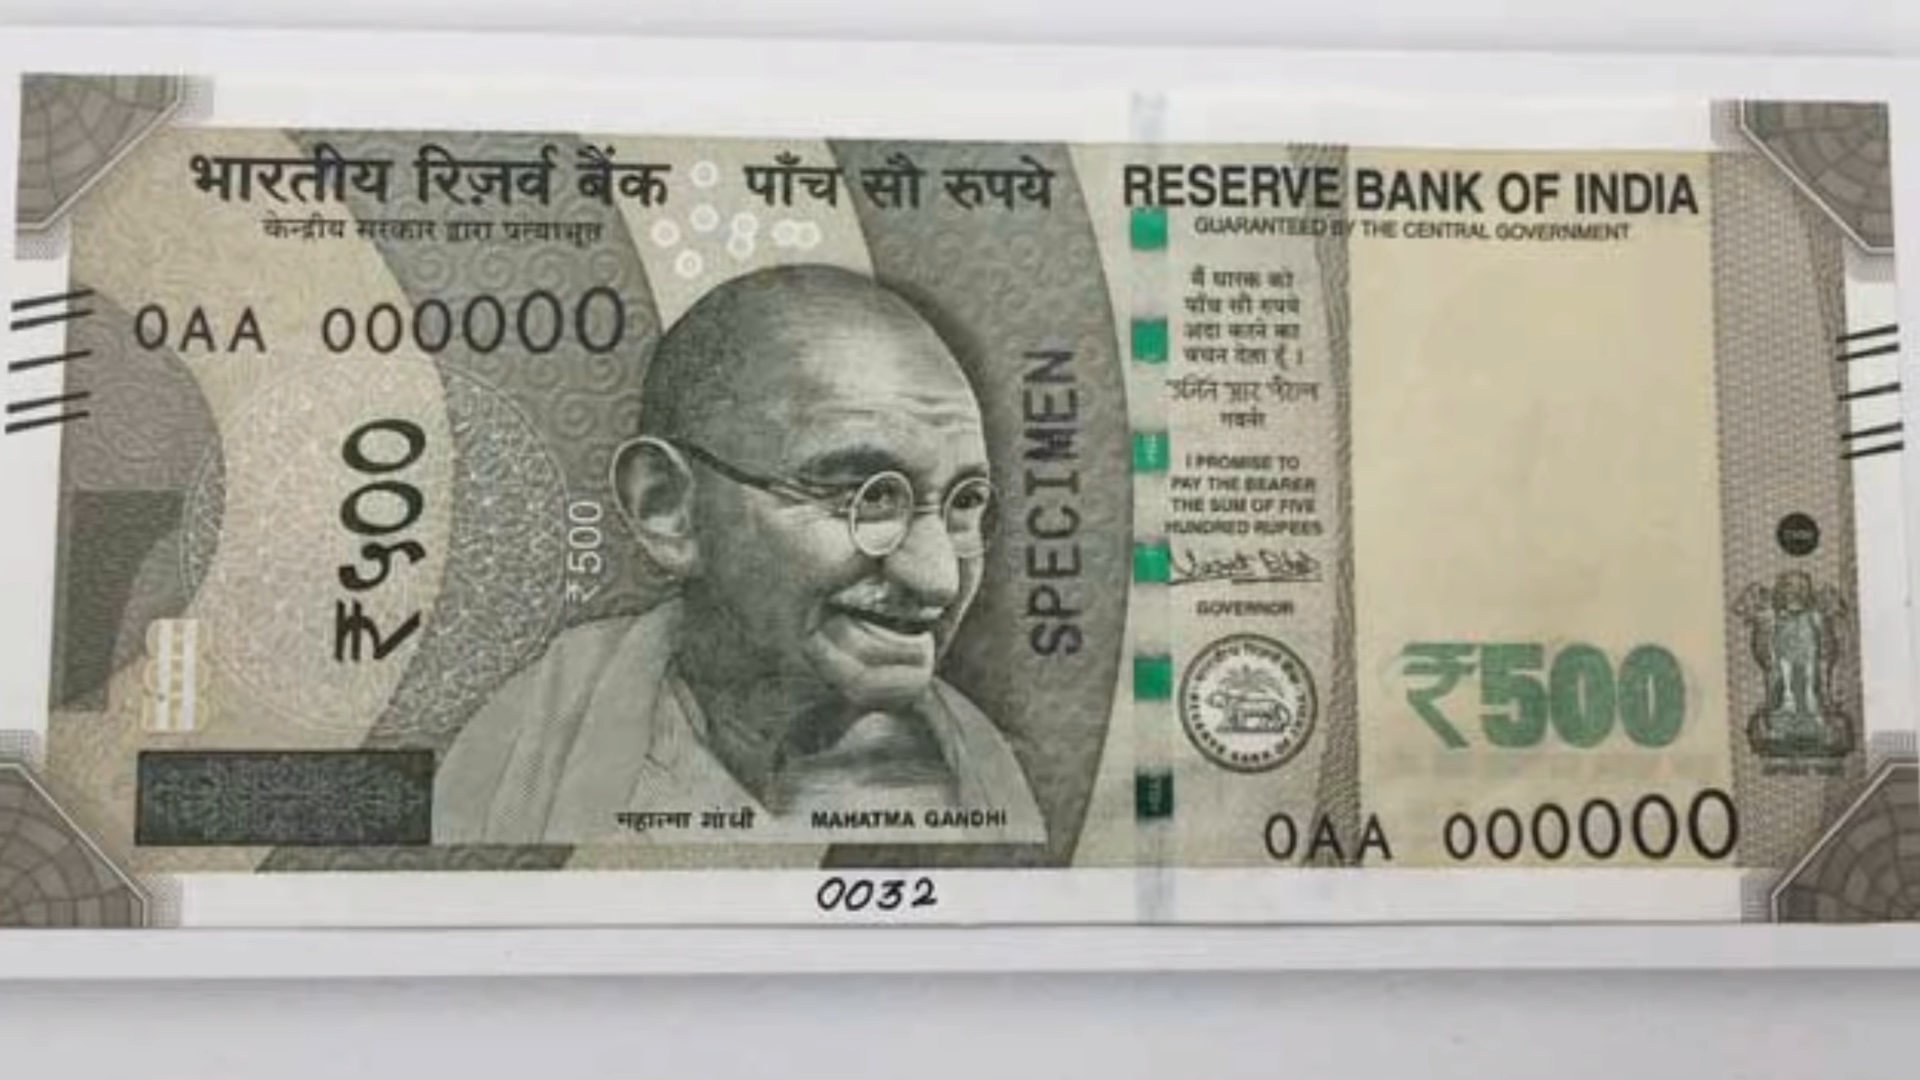 भारतीय रिज़र्व बैंक
पाँच सौ रुपये
RESERVE BANK OF INDIA
केन्द्रीय सरकार द्वारा प्रत्याभूत
GUARANTEED BY THE CENTRAL GOVERNMENT
0AA 000000
₹५००
₹500
SPECIMEN
मैं धारक को
पाँच सौ रुपये
अदा करने का
वचन देता हूँ ।
गवर्नर
I PROMISE TO
PAY THE BEARER
THE SUM OF FIVE
HUNDRED RUPEES
GOVERNOR
₹500
महात्मा गांधी
MAHATMA GANDHI
0AA 000000
0032